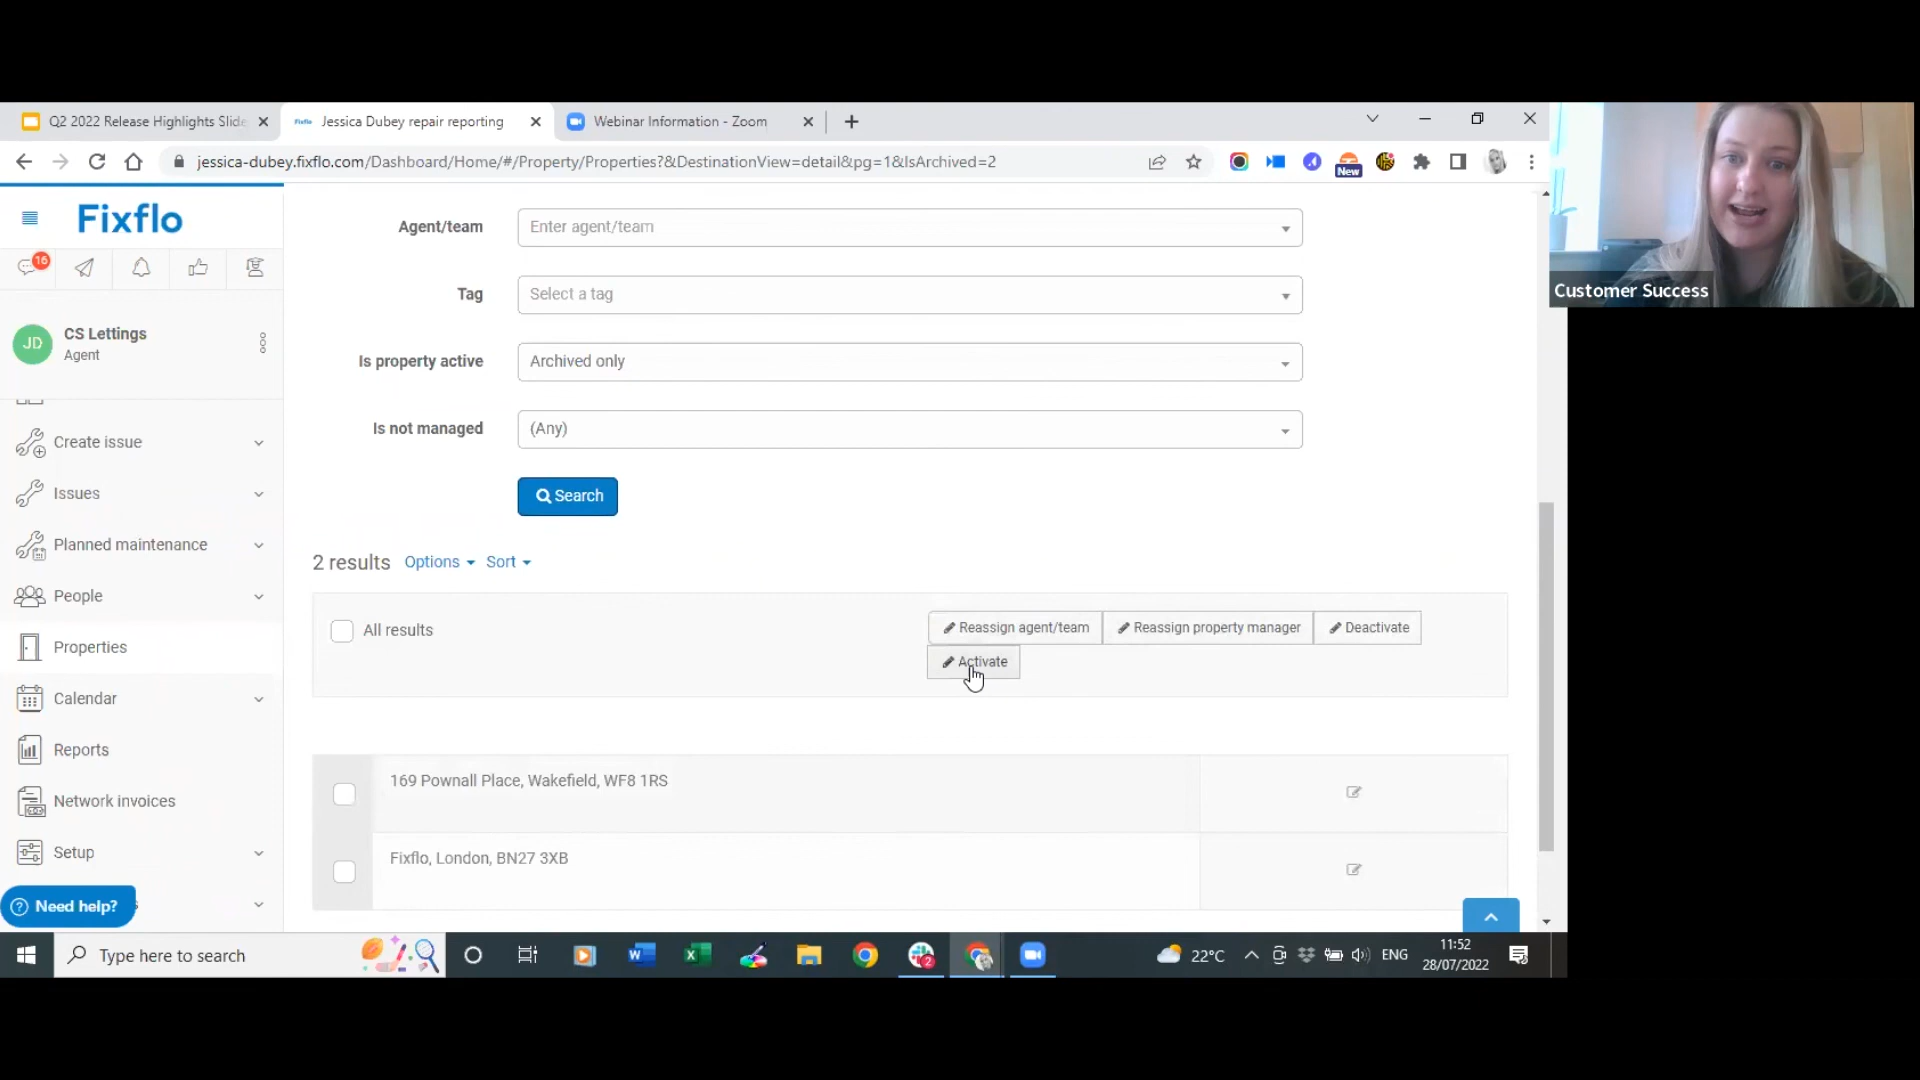 Q2 2022 Release Highlights Slide
Fixflo Jessica Dubey repair reporting
Webinar Information - Zoom
jessica-dubey.fixflo.com/Dashboard/Home/#/Property/Properties?&DestinationView=detail&pg=1&IsArchived=2
New
Customer Success
Fixflo
16
JD
CS Lettings
Agent
Create issue
Issues
Planned maintenance
People
Properties
Calendar
Reports
Network invoices
Setup
Need help?
Agent/team
Enter agent/team
Tag
Select a tag
Is property active
Archived only
Is not managed
(Any)
Search
2 results Options Sort
All results
Reassign agent/team
Reassign property manager
Deactivate
Activate
169 Pownall Place, Wakefield, WF8 1RS
Fixflo, London, BN27 3XB
Type here to search
2
22°C
ENG
11:52
28/07/2022